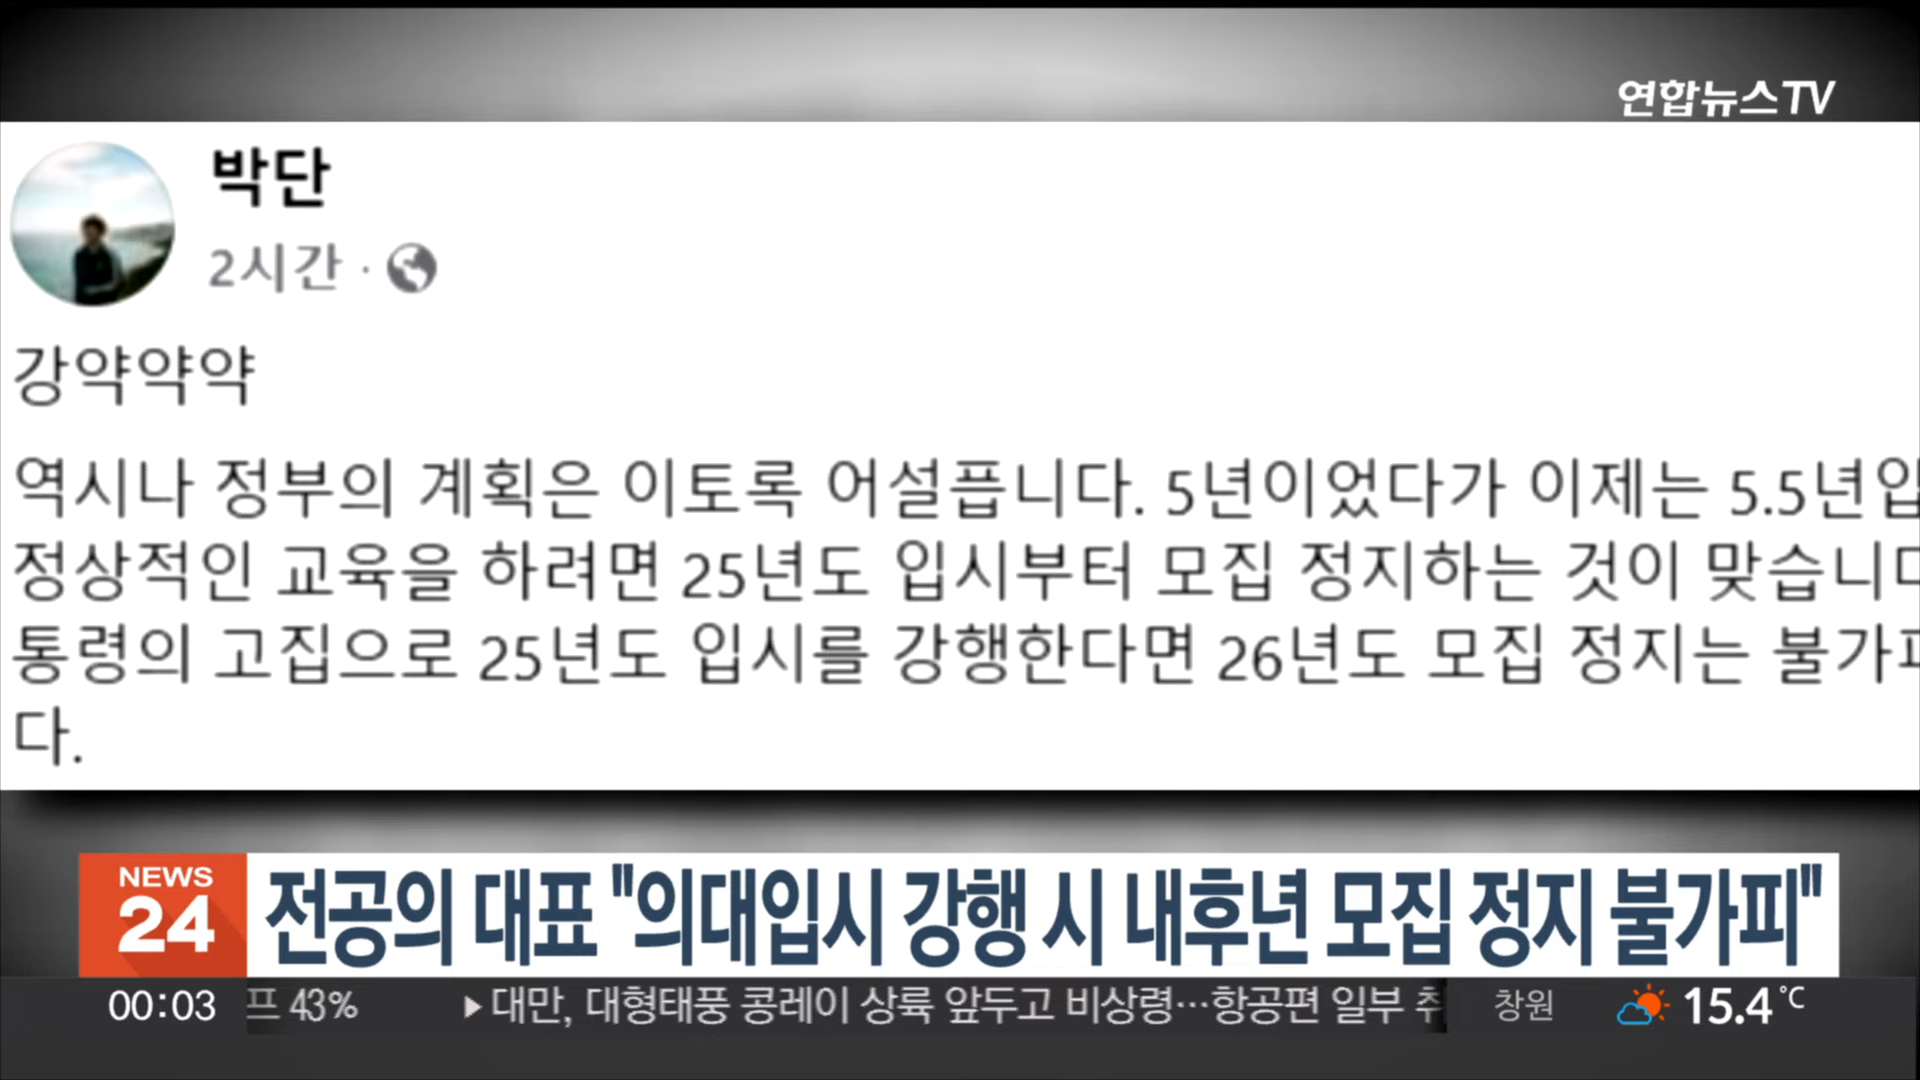 연합뉴스TV
박단
2시간 ·
강약약약
역시나 정부의 계획은 이토록 어설픕니다. 5년이었다가 이제는 5.5년입
정상적인 교육을 하려면 25년도 입시부터 모집 정지하는 것이 맞습니다
통령의 고집으로 25년도 입시를 강행한다면 26년도 모집 정지는 불가피
다.
NEWS
24
전공의 대표 "의대입시 강행 시 내후년 모집 정지 불가피"
00:03 프 43% ▶대만, 대형태풍 콩레이 상륙 앞두고 비상령…항공편 일부 취 창원 15.4℃